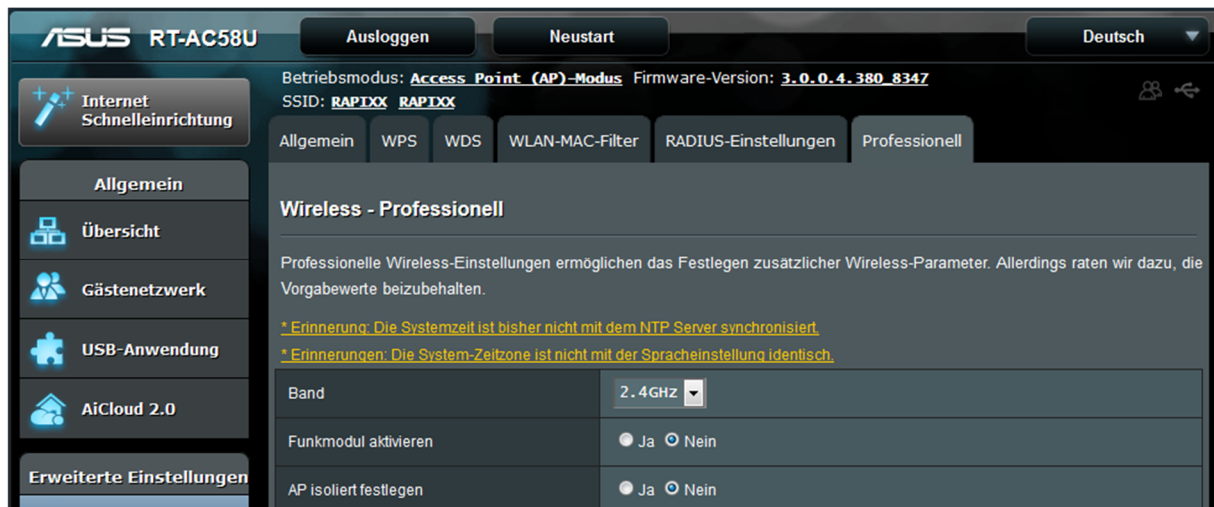 ASUS RT-AC58U Ausloggen Neustart Deutsch
Internet
Schnelleinrichtung
Allgemein
Übersicht
Gästenetzwerk
USB-Anwendung
AiCloud 2.0
Erweiterte Einstellungen
Betriebsmodus: Access Point (AP)-Modus Firmware-Version: 3.0.0.4.380_8347
SSID: RAPIXX RAPIXX
Allgemein WPS WDS WLAN-MAC-Filter RADIUS-Einstellungen Professionell
Wireless - Professionell
Professionelle Wireless-Einstellungen ermöglichen das Festlegen zusätzlicher Wireless-Parameter. Allerdings raten wir dazu, die
Vorgabewerte beizubehalten.
* Erinnerung: Die Systemzeit ist bisher nicht mit dem NTP Server synchronisiert.
* Erinnerungen: Die System-Zeitzone ist nicht mit der Spracheinstellung identisch.
Band 2.4GHz
Funkmodul aktivieren Ja Nein
AP isoliert festlegen Ja Nein